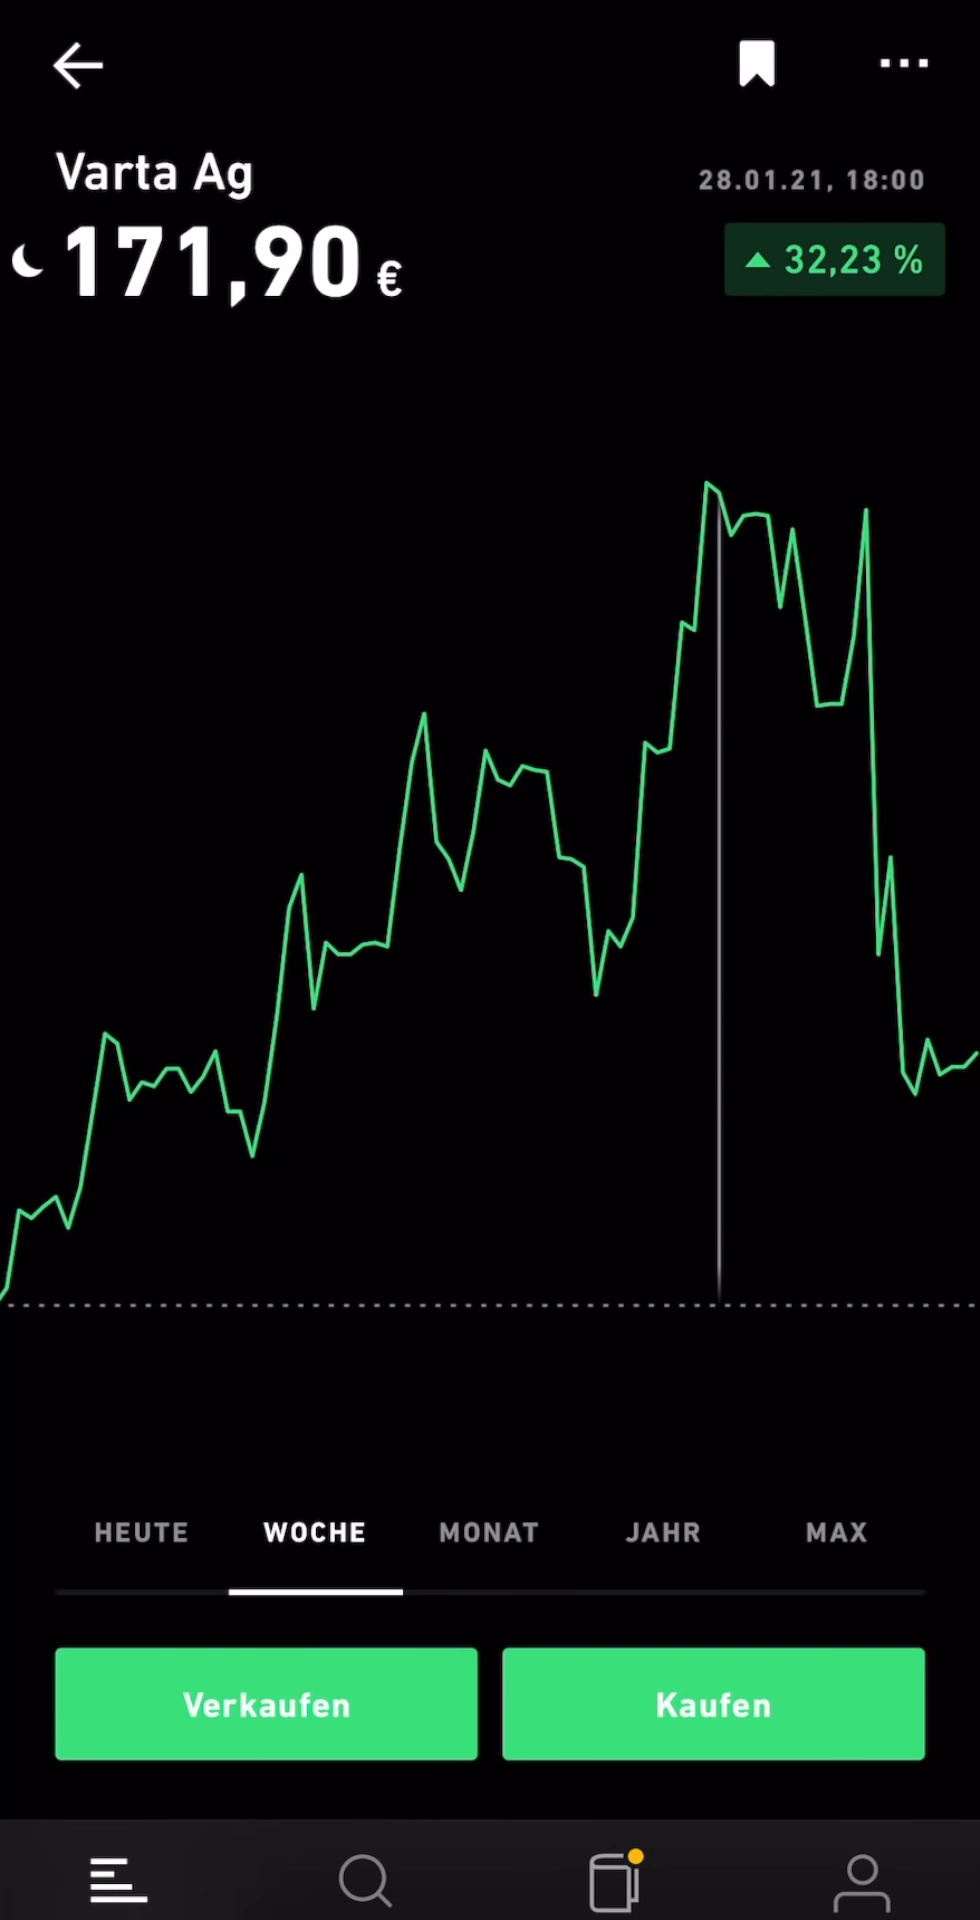 Varta Ag
28.01.21, 18:00
171,90 €
32,23 %
HEUTE WOCHE MONAT JAHR MAX
Verkaufen Kaufen